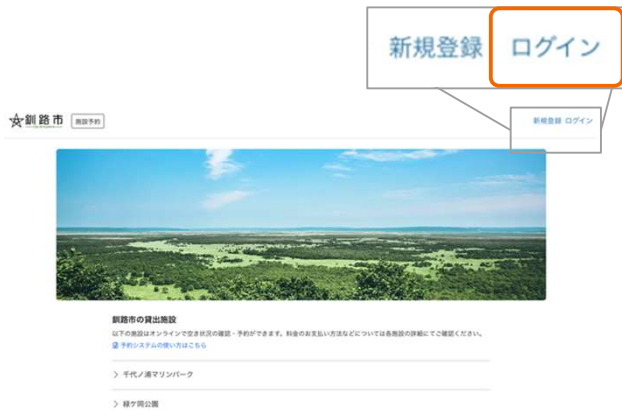 新規登録 ログイン
釧路市 施設予約
新規登録 ログイン
釧路市の貸出施設
以下の施設はオンラインで空き状況の確認・予約ができます。料金のお支払い方法などについては各施設の詳細にてご確認ください。
予約システムの使い方はこちら
千代ノ浦マリンパーク
緑ケ岡公園